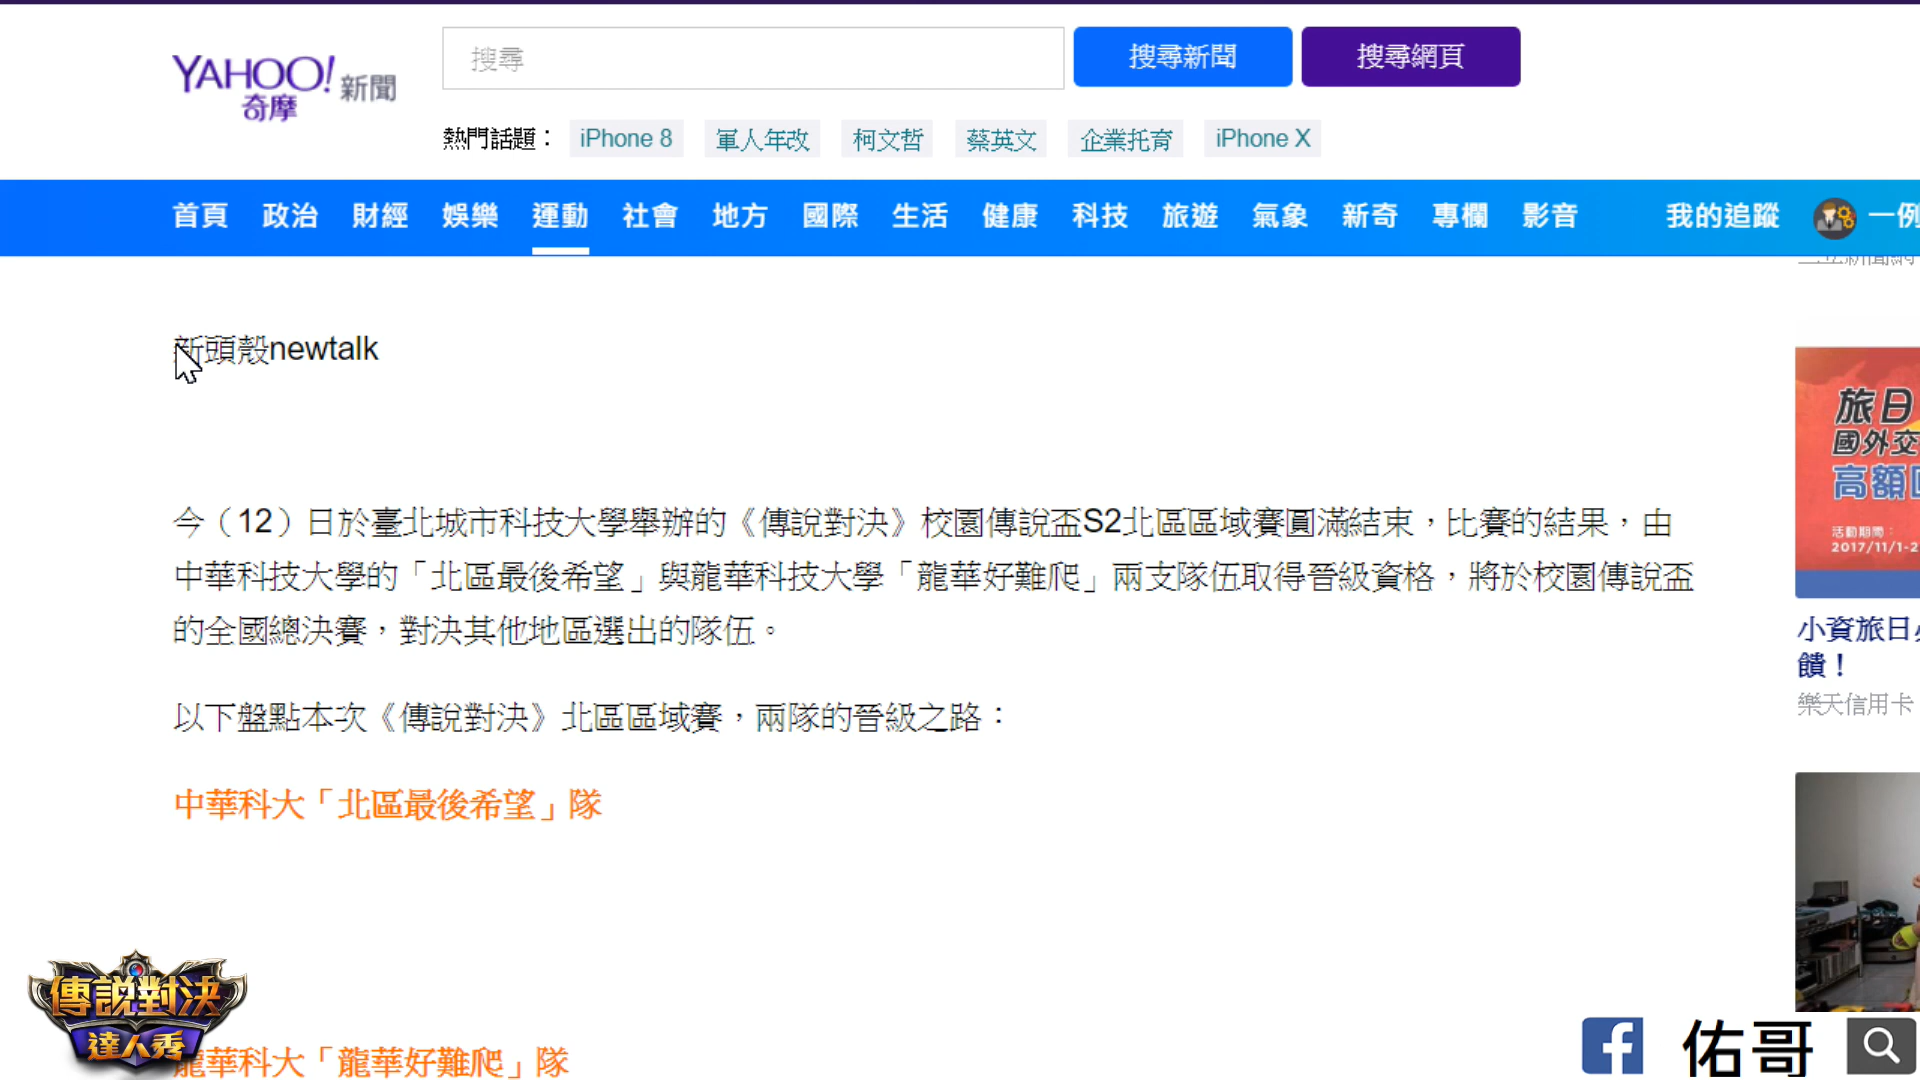 搜尋
搜尋新聞
搜尋網頁
YAHOO!
奇摩
新聞
熱門話題：
iPhone 8
軍人年改
柯文哲
蔡英文
企業托育
iPhone X
首頁 政治 財經 娛樂 運動 社會 地方 國際 生活 健康 科技 旅遊 氣象 新奇 專欄 影音 我的追蹤 一例
新頭殼newtalk
旅日
國外交
高額回
活動期間：
2017/11/1-2
今（12）日於臺北城市科技大學舉辦的《傳說對決》校園傳說盃S2北區區域賽圓滿結束，比賽的結果，由
中華科技大學的「北區最後希望」與龍華科技大學「龍華好難爬」兩支隊伍取得晉級資格，將於校園傳說盃
的全國總決賽，對決其他地區選出的隊伍。
小資旅日
饋！
樂天信用卡
以下盤點本次《傳說對決》北區區域賽，兩隊的晉級之路：
中華科大「北區最後希望」隊
傳說對決
達人秀
龍華科大「龍華好難爬」隊
佑哥